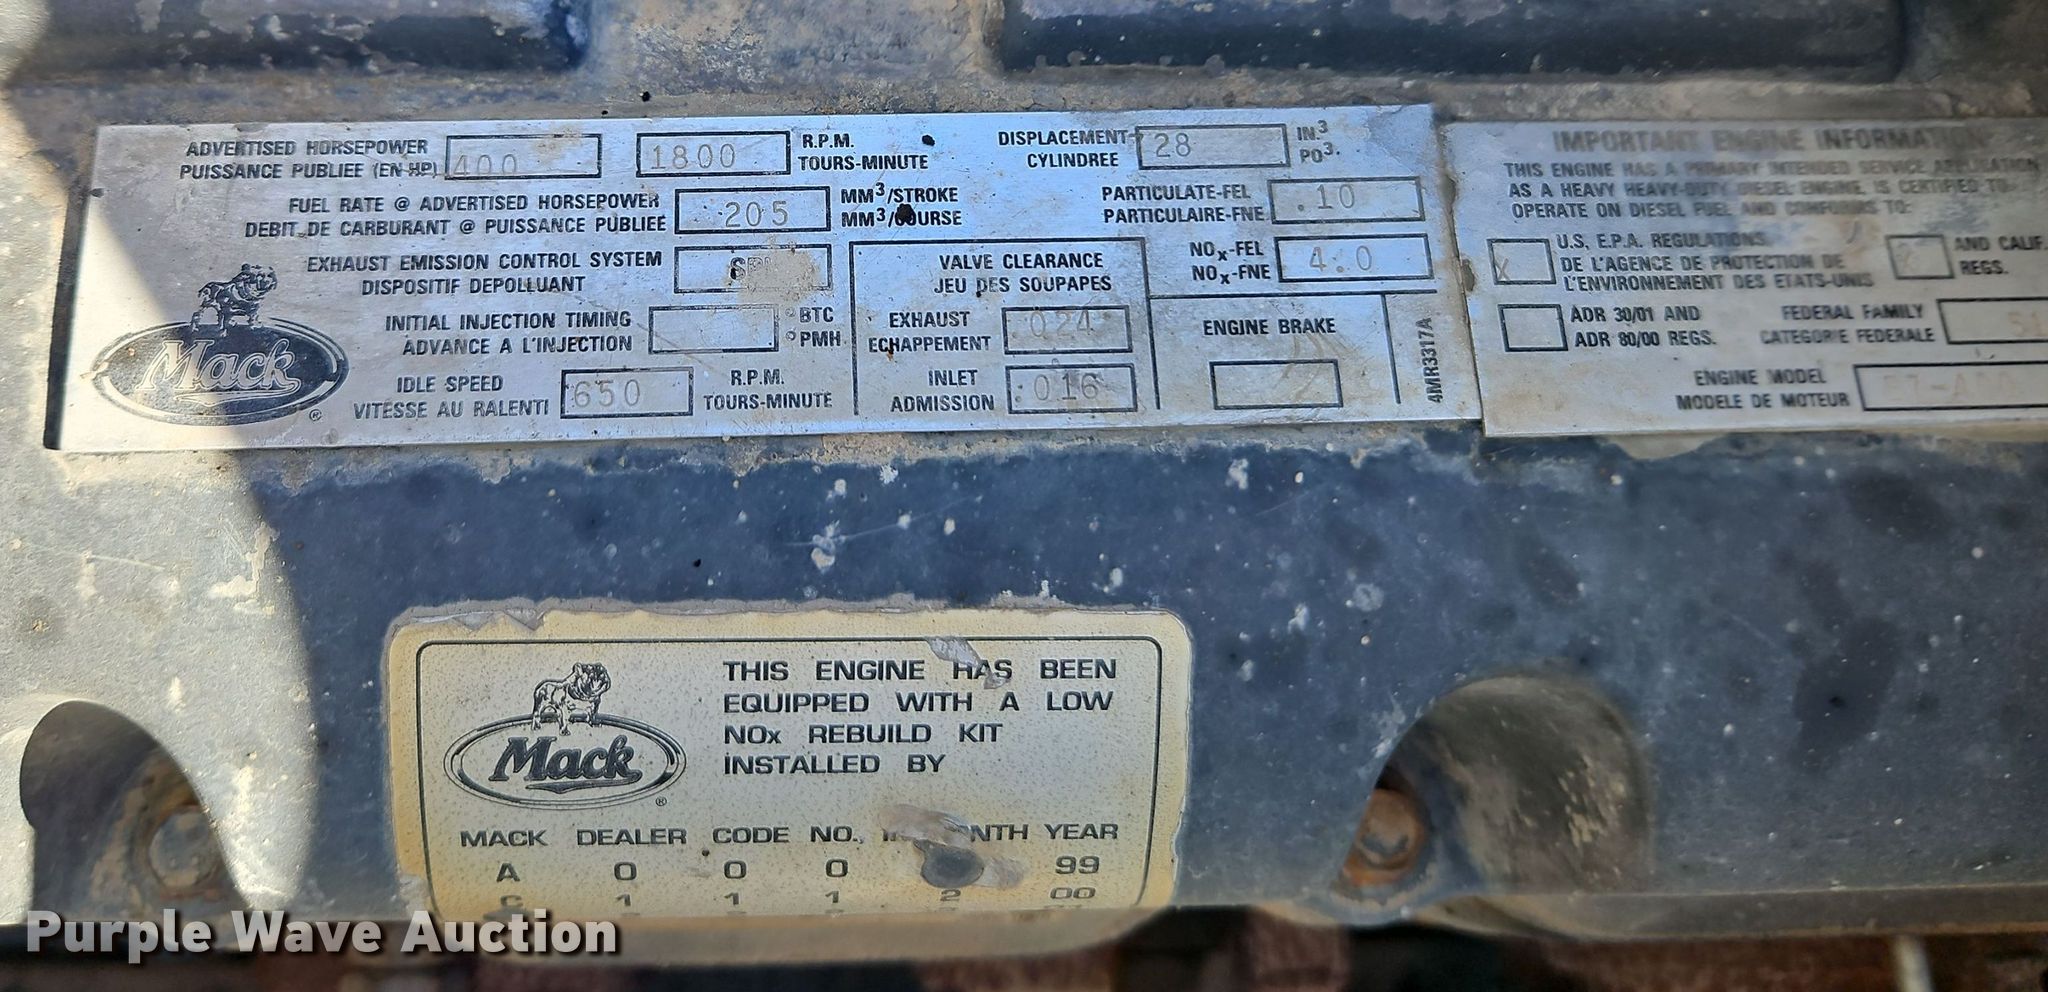 ADVERTISED HORSEPOWER 400 1800 R.P.M.
PUISSANCE PUBLIEE (EN HP) TOURS-MINUTE
DISPLACEMENT 728 IN.³
CYLINDREE PO³.
FUEL RATE @ ADVERTISED HORSEPOWER 205 MM³/STROKE
DEBIT DE CARBURANT @ PUISSANCE PUBLIEE MM³/COURSE
PARTICULATE-FEL .10
PARTICULAIRE-FNE
EXHAUST EMISSION CONTROL SYSTEM
DISPOSITIF DEPOLLUANT
NOx-FEL 4.0
NOx-FNE
INITIAL INJECTION TIMING °BTC
ADVANCE A L'INJECTION °PMH
IDLE SPEED 650 R.P.M.
VITESSE AU RALENTI TOURS-MINUTE
VALVE CLEARANCE
JEU DES SOUPAPES
EXHAUST .024
ECHAPPEMENT
INLET .016
ADMISSION
ENGINE BRAKE
4MR3317A
Mack®
IMPORTANT ENGINE INFORMATION
THIS ENGINE HAS A PRIMARY INTENDED SERVICE APPLICATION
AS A HEAVY HEAVY-DUTY DIESEL ENGINE, IS CERTIFIED TO
OPERATE ON DIESEL FUEL AND CONFORMS TO:
X U.S. E.P.A. REGULATIONS AND CALIF.
DE L'AGENCE DE PROTECTION DE REGS.
L'ENVIRONNEMENT DES ETATS-UNIS
ADR 30/01 AND FEDERAL FAMILY
ADR 80/00 REGS. CATEGORIE FEDERALE
ENGINE MODEL
MODELE DE MOTEUR
Mack®
THIS ENGINE HAS BEEN
EQUIPPED WITH A LOW
NOx REBUILD KIT
INSTALLED BY
MACK DEALER CODE NO. YEAR
A 0 0 0 99
C 1 1 1 2 00
Purple Wave Auction